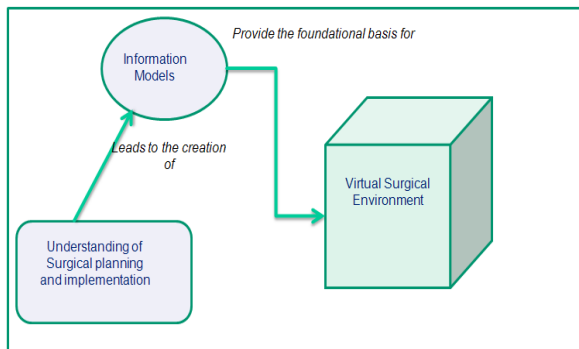 Provide the foundational basis for
Information
Models
Leads to the creation
of
Virtual Surgical
Environment
Understanding of
Surgical planning
and implementation